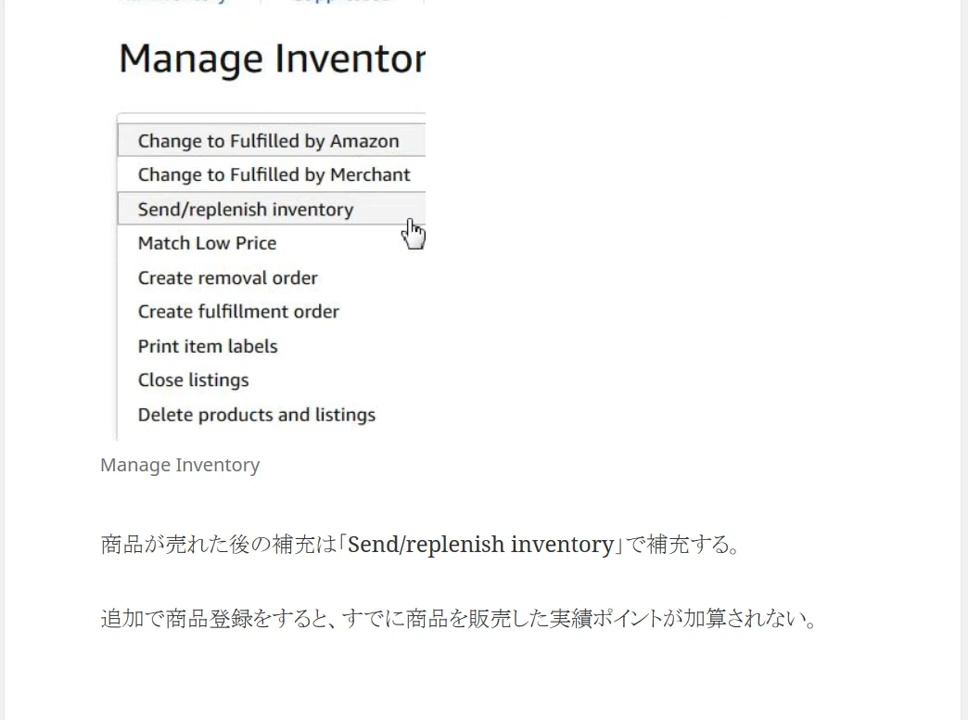 Manage Inventor
Change to Fulfilled by Amazon
Change to Fulfilled by Merchant
Send/replenish inventory
Match Low Price
Create removal order
Create fulfillment order
Print item labels
Close listings
Delete products and listings
Manage Inventory
商品が売れた後の補充は「Send/replenish inventory」で補充する。
追加で商品登録をすると、すでに商品を販売した実績ポイントが加算されない。